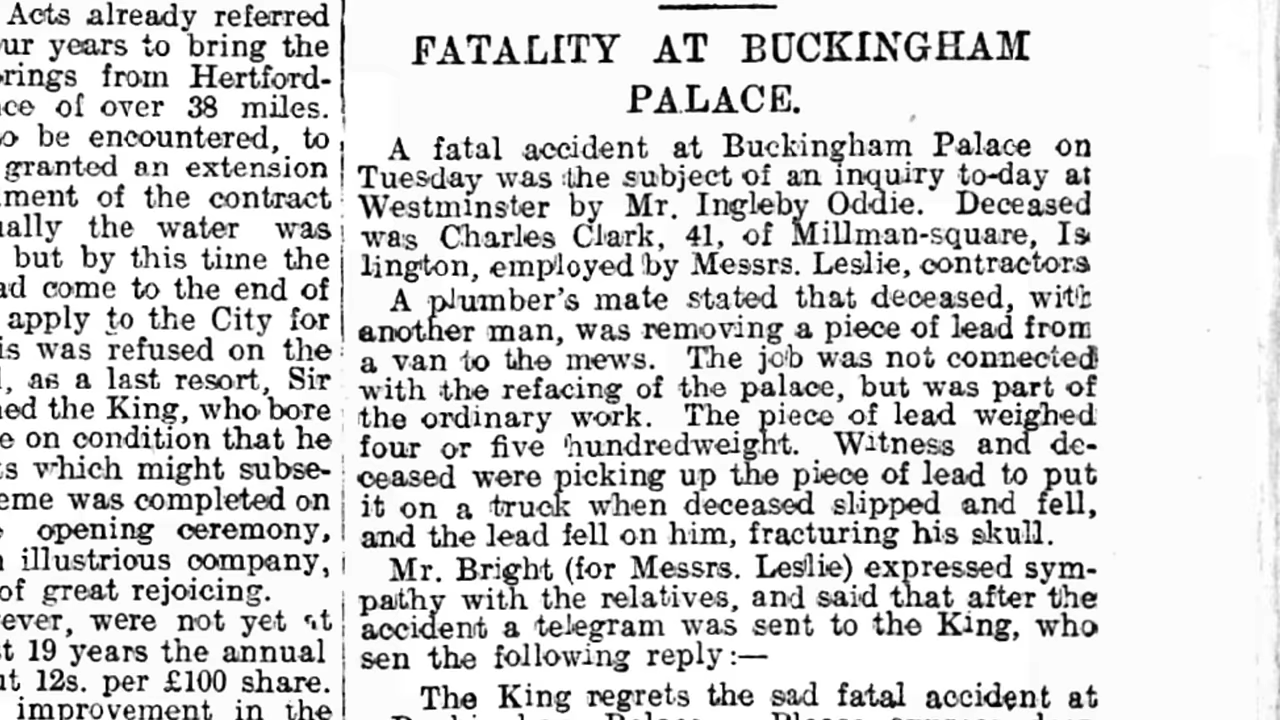 Acts already referred
ur years to bring the
rings from Hertford-
ce of over 38 miles.
o be encountered, to
granted an extension
ment of the contract
ually the water was
but by this time the
ad come to the end of
apply to the City for
is was refused on the
, as a last resort, Sir
ned the King, who bore
e on condition that he
s which might subse-
eme was completed on
opening ceremony,
illustrious company,
of great rejoicing.
ever, were not yet at
t 19 years the annual
ut 12s. per £100 share.
improvement in the
FATALITY AT BUCKINGHAM
PALACE.
A fatal accident at Buckingham Palace on
Tuesday was the subject of an inquiry to-day at
Westminster by Mr. Ingleby Oddie. Deceased
was Charles Clark, 41, of Millman-square, Is
lington, employed by Messrs. Leslie, contractors
A plumber's mate stated that deceased, with
another man, was removing a piece of lead from
a van to the mews. The job was not connected
with the refacing of the palace, but was part of
the ordinary work. The piece of lead weighed
four or five hundredweight. Witness and de-
ceased were picking up the piece of lead to put
it on a truck when deceased slipped and fell,
and the lead fell on him, fracturing his skull.
Mr. Bright (for Messrs. Leslie) expressed sym-
pathy with the relatives, and said that after the
accident a telegram was sent to the King, who
sen the following reply:—
The King regrets the sad fatal accident at